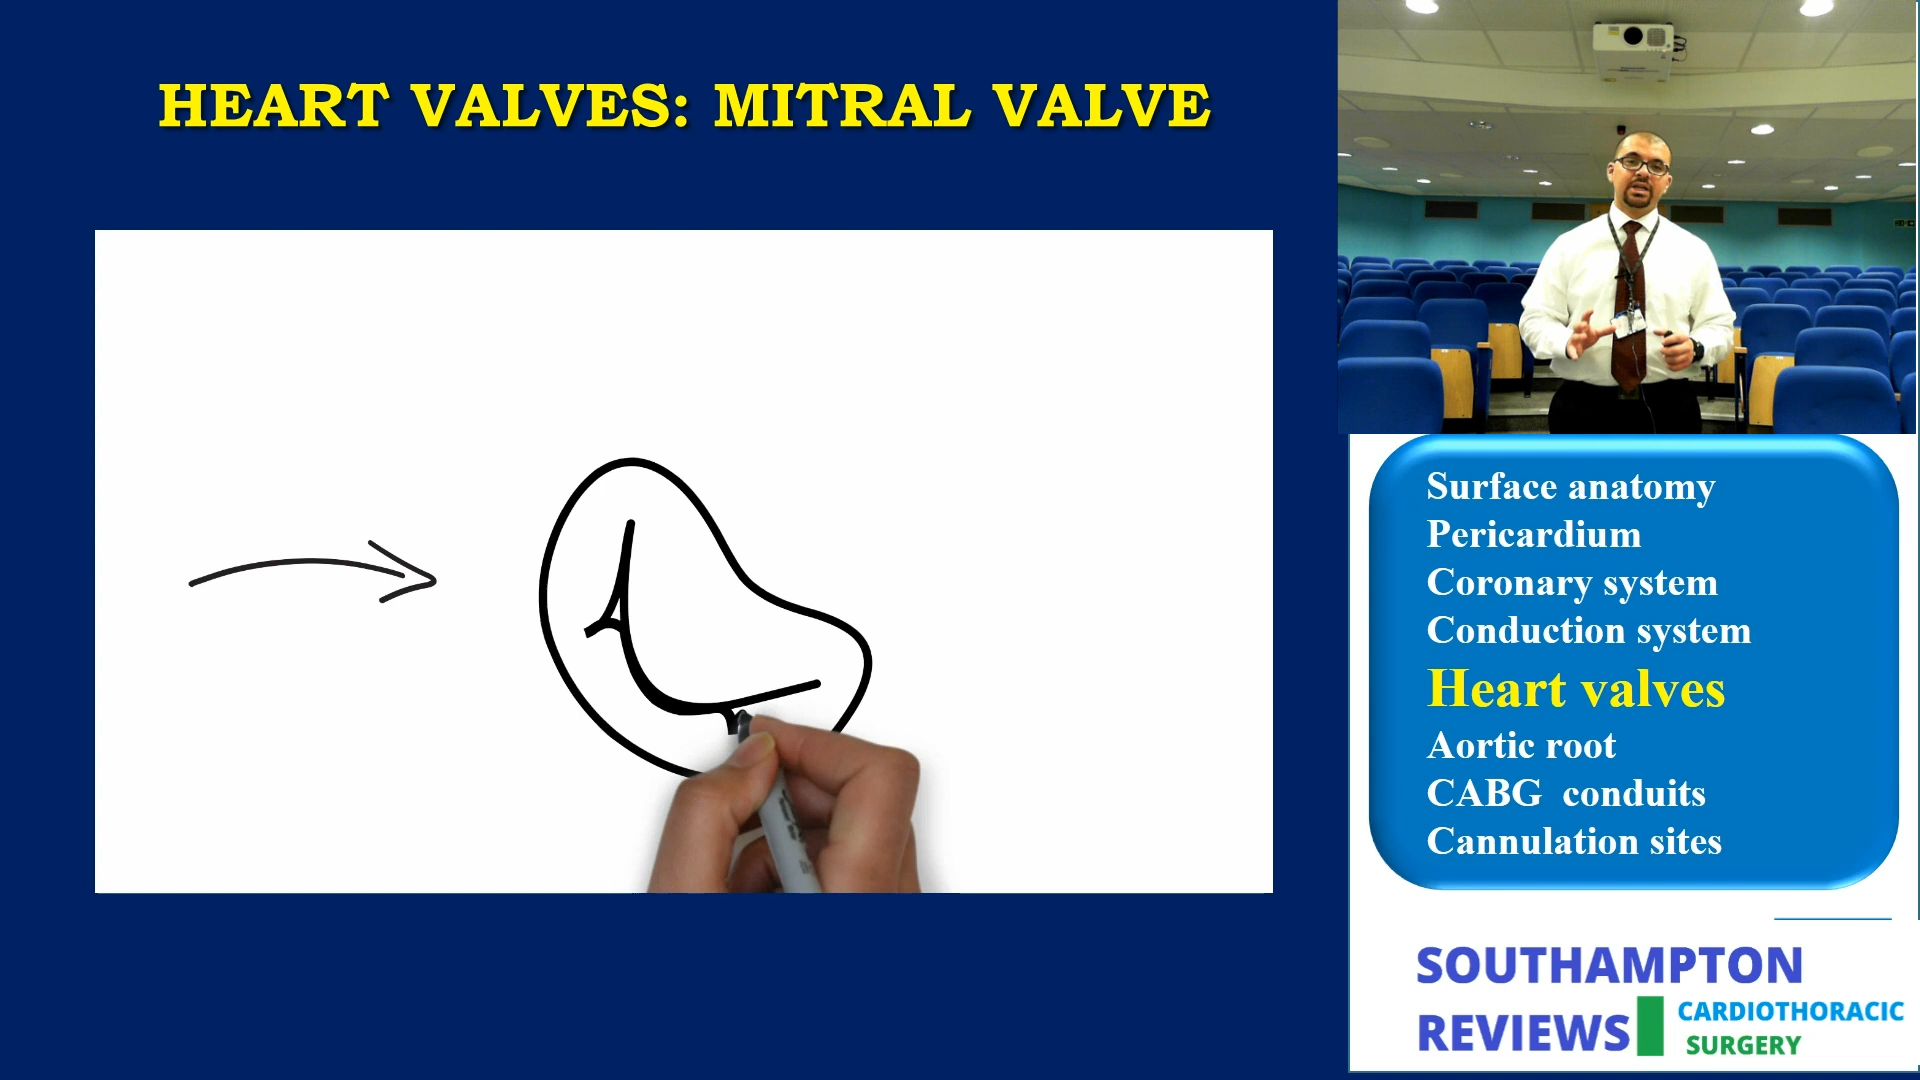 HEART VALVES: MITRAL VALVE
Surface anatomy
Pericardium
Coronary system
Conduction system
Heart valves
Aortic root
CABG conduits
Cannulation sites
SOUTHAMPTON
REVIEWS
CARDIOTHORACIC
SURGERY